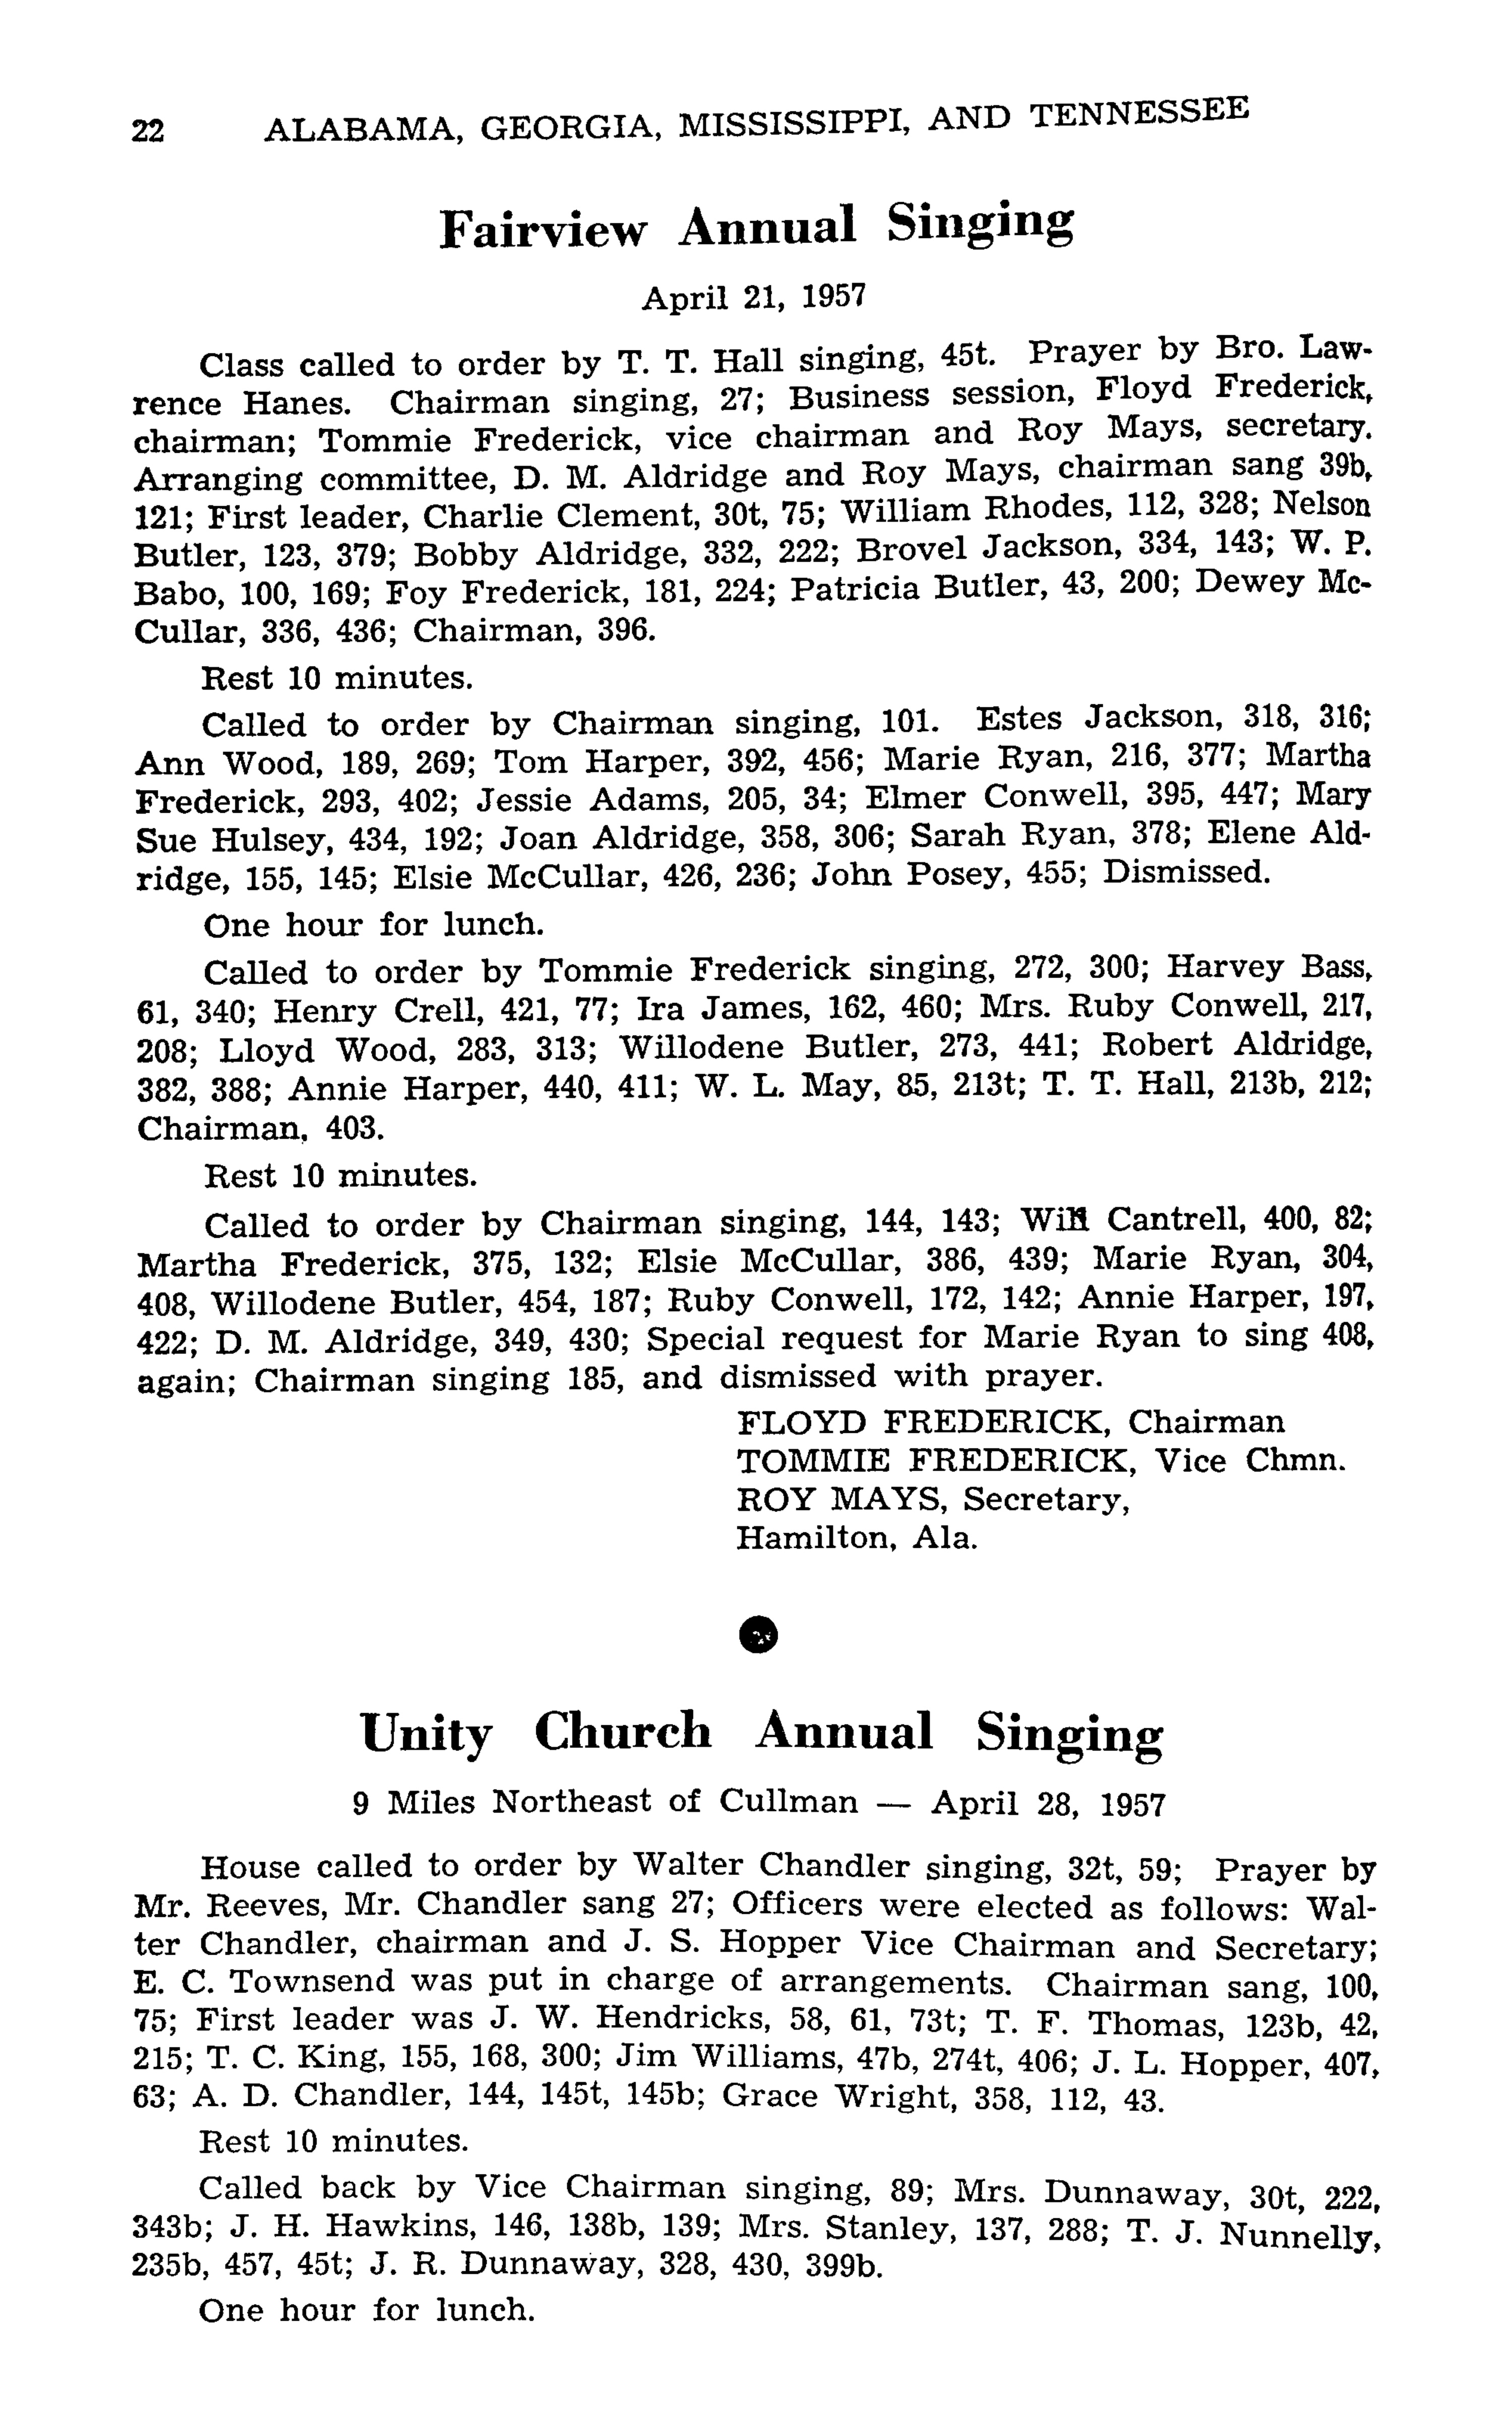 22 ALABAMA, GEORGIA, MISSISSIPPI, AND TENNESSEE
Fairview Annual Singing
April 21, 1957
Class called to order by T. T. Hall singing, 45t. Prayer by Bro. Law-
rence Hanes. Chairman singing, 27; Business session, Floyd Frederick,
chairman; Tommie Frederick, vice chairman and Roy Mays, secretary.
Arranging committee, D. M. Aldridge and Roy Mays, chairman sang 39b,
121; First leader, Charlie Clement, 30t, 75; William Rhodes, 112, 328; Nelson
Butler, 123, 379; Bobby Aldridge, 332, 222; Brovel Jackson, 334, 143; W. P.
Babo, 100, 169; Foy Frederick, 181, 224; Patricia Butler, 43, 200; Dewey Mc-
Cullar, 336, 436; Chairman, 396.
Rest 10 minutes.
Called to order by Chairman singing, 101. Estes Jackson, 318, 316;
Ann Wood, 189, 269; Tom Harper, 392, 456; Marie Ryan, 216, 377; Martha
Frederick, 293, 402; Jessie Adams, 205, 34; Elmer Conwell, 395, 447; Mary
Sue Hulsey, 434, 192; Joan Aldridge, 358, 306; Sarah Ryan, 378; Elene Ald-
ridge, 155, 145; Elsie McCullar, 426, 236; John Posey, 455; Dismissed.
One hour for lunch.
Called to order by Tommie Frederick singing, 272, 300; Harvey Bass,
61, 340; Henry Crell, 421, 77; Ira James, 162, 460; Mrs. Ruby Conwell, 217,
208; Lloyd Wood, 283, 313; Willodene Butler, 273, 441; Robert Aldridge,
382, 388; Annie Harper, 440, 411; W. L. May, 85, 213t; T. T. Hall, 213b, 212;
Chairman, 403.
Rest 10 minutes.
Called to order by Chairman singing, 144, 143; Will Cantrell, 400, 82;
Martha Frederick, 375, 132; Elsie McCullar, 386, 439; Marie Ryan, 304,
408, Willodene Butler, 454, 187; Ruby Conwell, 172, 142; Annie Harper, 197,
422; D. M. Aldridge, 349, 430; Special request for Marie Ryan to sing 408,
again; Chairman singing 185, and dismissed with prayer.
FLOYD FREDERICK, Chairman
TOMMIE FREDERICK, Vice Chmn.
ROY MAYS, Secretary,
Hamilton, Ala.
Unity Church Annual Singing
9 Miles Northeast of Cullman — April 28, 1957
House called to order by Walter Chandler singing, 32t, 59; Prayer by
Mr. Reeves, Mr. Chandler sang 27; Officers were elected as follows: Wal-
ter Chandler, chairman and J. S. Hopper Vice Chairman and Secretary;
E. C. Townsend was put in charge of arrangements. Chairman sang, 100,
75; First leader was J. W. Hendricks, 58, 61, 73t; T. F. Thomas, 123b, 42,
215; T. C. King, 155, 168, 300; Jim Williams, 47b, 274t, 406; J. L. Hopper, 407,
63; A. D. Chandler, 144, 145t, 145b; Grace Wright, 358, 112, 43.
Rest 10 minutes.
Called back by Vice Chairman singing, 89; Mrs. Dunnaway, 30t, 222,
343b; J. H. Hawkins, 146, 138b, 139; Mrs. Stanley, 137, 288; T. J. Nunnelly,
235b, 457, 45t; J. R. Dunnaway, 328, 430, 399b.
One hour for lunch.